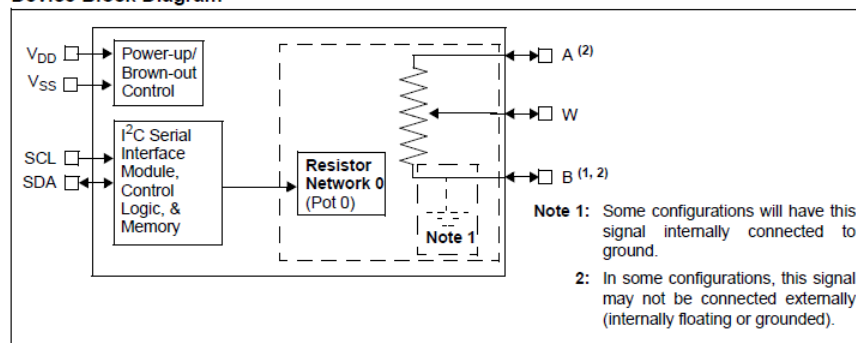 Device Block Diagram
V_DD
V_SS
Power-up/
Brown-out
Control
SCL
SDA
I²C Serial
Interface
Module,
Control
Logic, &
Memory
Resistor
Network 0
(Pot 0)
A (2)
W
B (1, 2)
Note 1
Note 1: Some configurations will have this
signal internally connected to
ground.
2: In some configurations, this signal
may not be connected externally
(internally floating or grounded).